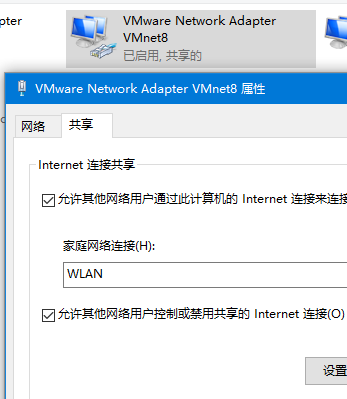 apter
VMware Network Adapter
VMnet8
已启用, 共享的
VMware Network Adapter VMnet8 属性
网络
共享
Internet 连接共享
允许其他网络用户通过此计算机的 Internet 连接来连接
家庭网络连接(H):
WLAN
允许其他网络用户控制或禁用共享的 Internet 连接(O)
设置